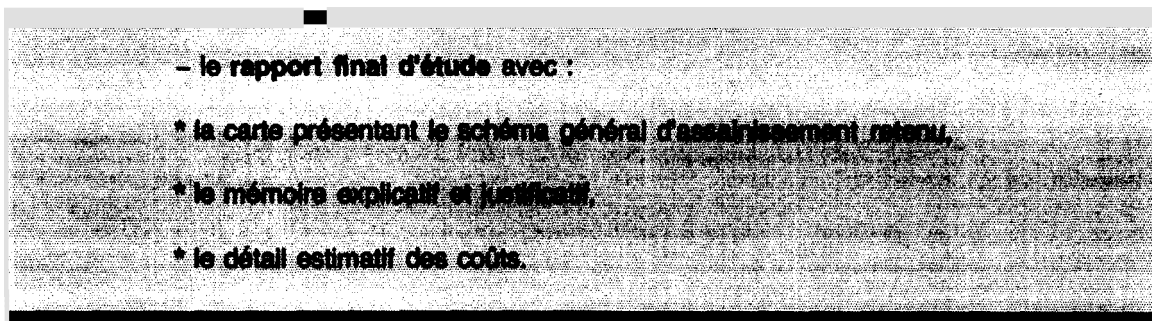 – le rapport final d'étude avec :
* la carte présentant le schéma général d'assainissement retenu,
* le mémoire explicatif et justificatif,
* le détail estimatif des coûts.